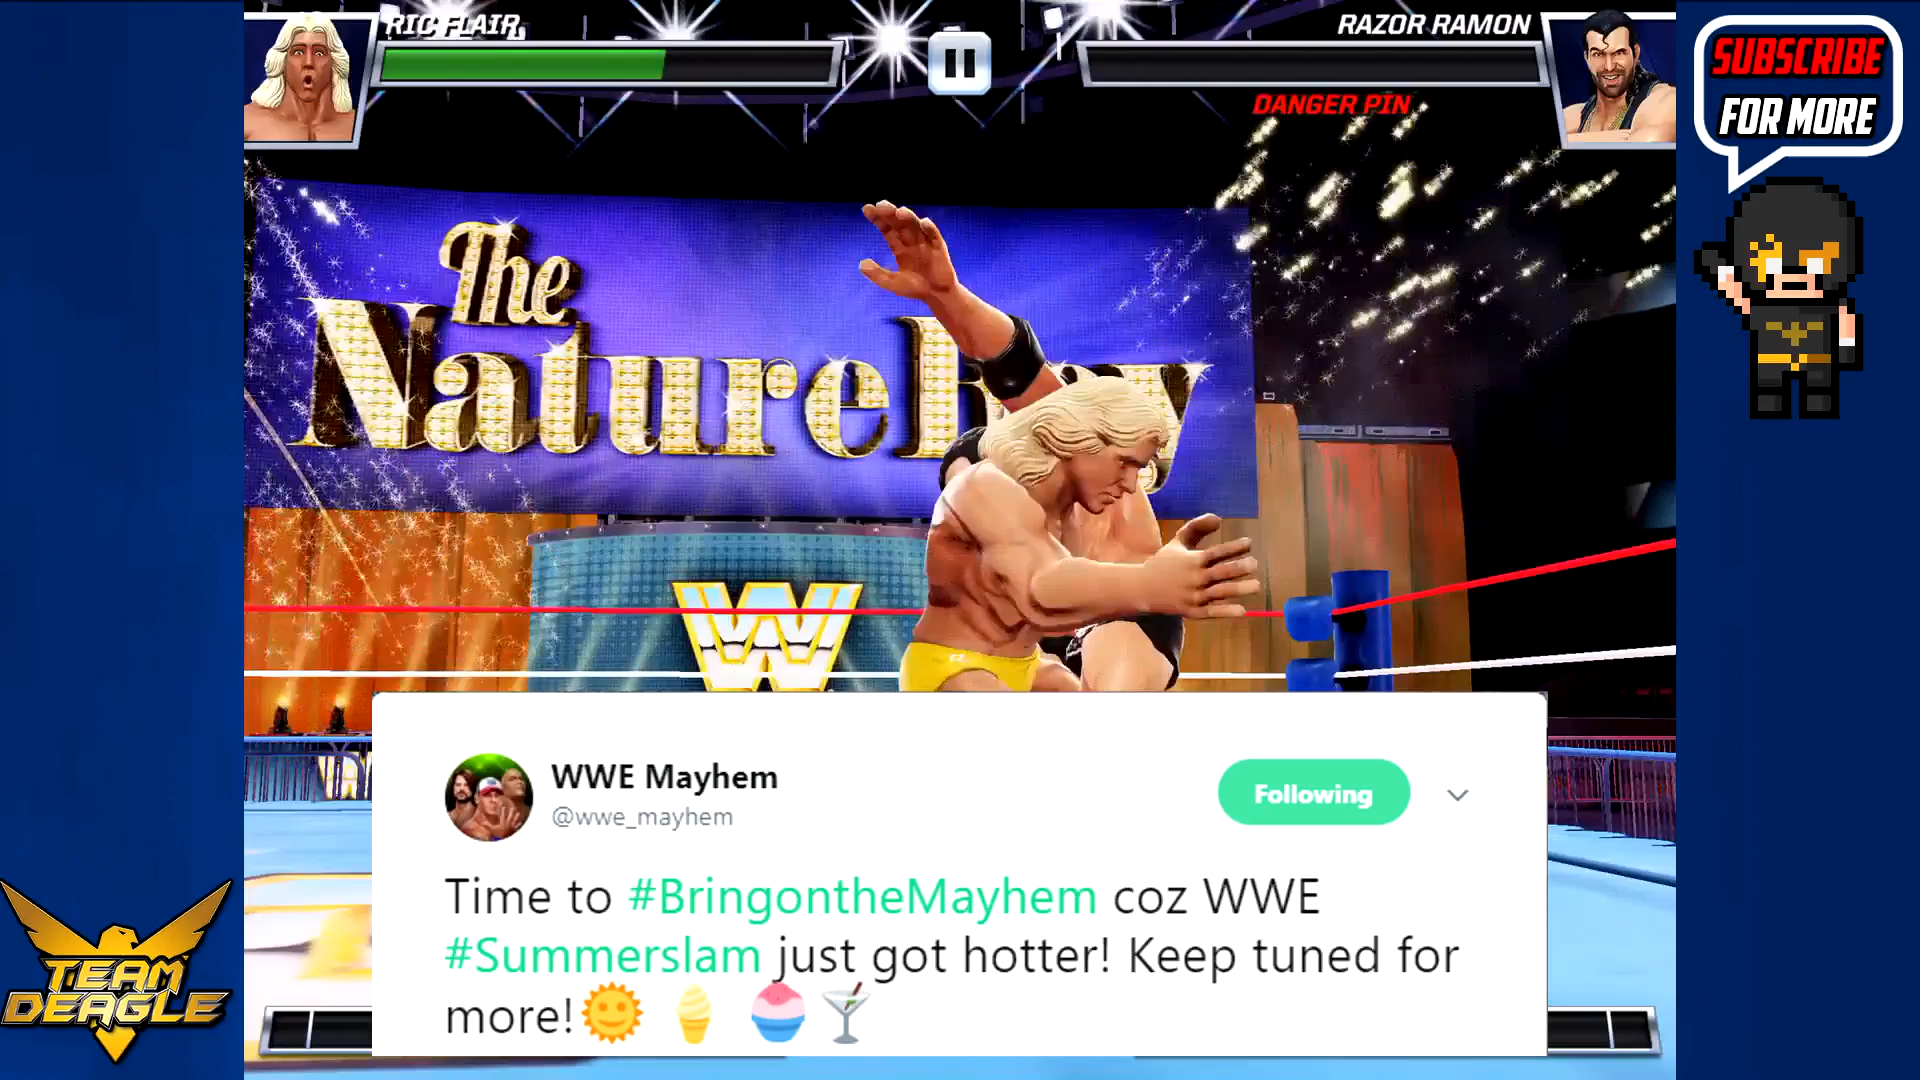 RIC FLAIR
RAZOR RAMON
DANGER PIN
SUBSCRIBE
FOR MORE
The
Nature Boy
W
WWE Mayhem
@wwe_mayhem
Following
Time to #BringontheMayhem coz WWE
#Summerslam just got hotter! Keep tuned for
more!🌞 🍦 🍧 🍸
TEAM
DEAGLE